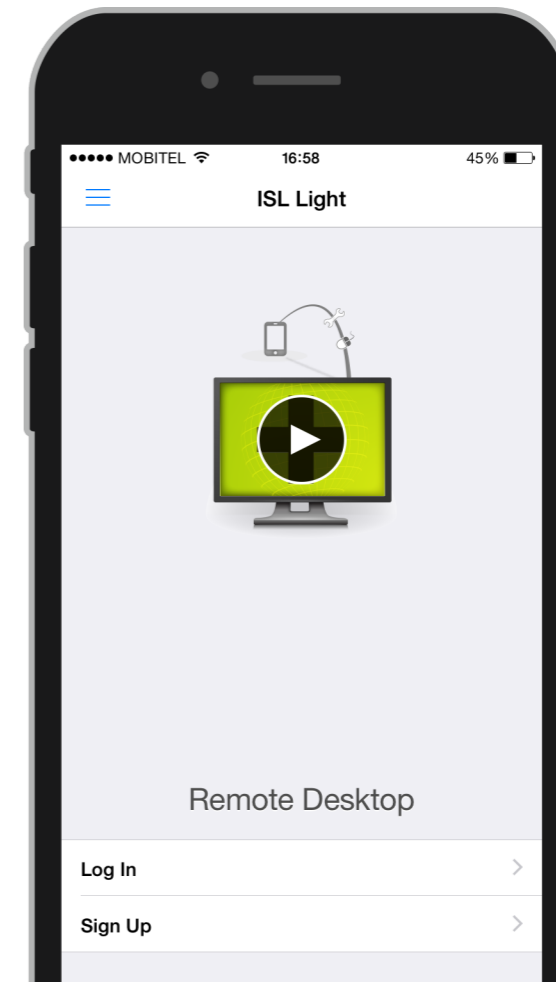 MOBITEL 16:58 45%
ISL Light
Remote Desktop
Log In
Sign Up